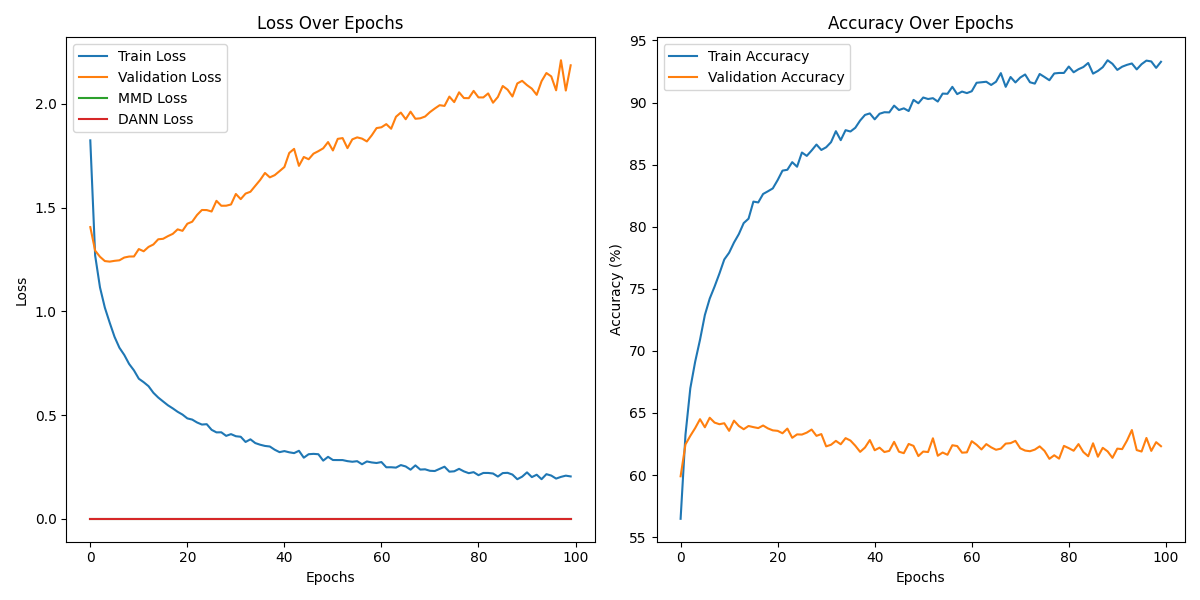 Loss Over Epochs
Train Loss
Validation Loss
MMD Loss
DANN Loss
2.0
1.5
1.0
0.5
0.0
Loss
0 20 40 60 80 100
Epochs
Accuracy Over Epochs
Train Accuracy
Validation Accuracy
95
90
85
80
75
70
65
60
55
Accuracy (%)
0 20 40 60 80 100
Epochs